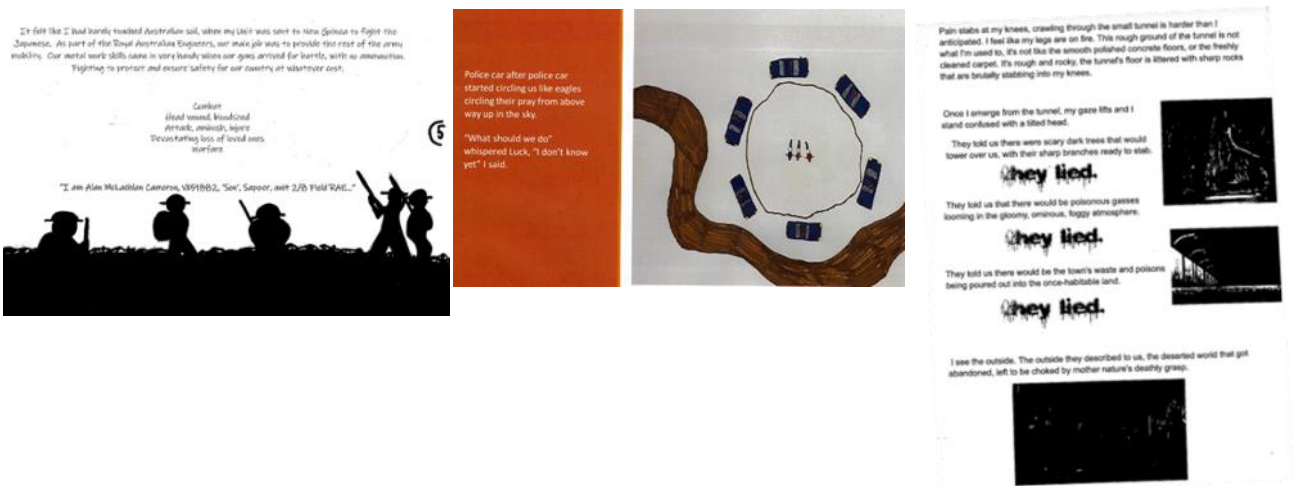 It felt like I had barely touched Australian soil, when my Unit was sent to New Guinea to fight the
Japanese. As part of the Royal Australian Engineers, our main job was to provide the rest of the army
mobility. Our metal work skills came in very handy when our guns arrived for battle, with no ammunition.
Fighting to protect and ensure safety for our country at whatever cost.
Combat
Head wound, bloodsized
Attack, ambush, injure
Devastating loss of loved ones
Warfare
5
"I am Alan McLachlan Cameron, VX51882, 'Son', Sapper, unit 2/8 Field RAE..."
Police car after police car
started circling us like eagles
circling their pray from above
way up in the sky.
"What should we do"
whispered Luck, "I don't know
yet" I said.
Pain stabs at my knees, crawling through the small tunnel is harder than I
anticipated. I feel like my legs are on fire. This rough ground of the tunnel is not
what I'm used to, it's not like the smooth polished concrete floors, or the freshly
cleaned carpet. It's rough and rocky, the tunnel's floor is littered with sharp rocks
that are brutally stabbing into my knees.
Once I emerge from the tunnel, my gaze lifts and I
stand confused with a tilted head.
They told us there were scary dark trees that would
tower over us, with their sharp branches ready to stab.
They lied.
They told us that there would be poisonous gasses
looming in the gloomy, ominous, foggy atmosphere.
They lied.
They told us there would be the town's waste and poisons
being poured out into the once-habitable land.
They lied.
I see the outside. The outside they described to us, the deserted world that got
abandoned, left to be choked by mother nature's deathly grasp.